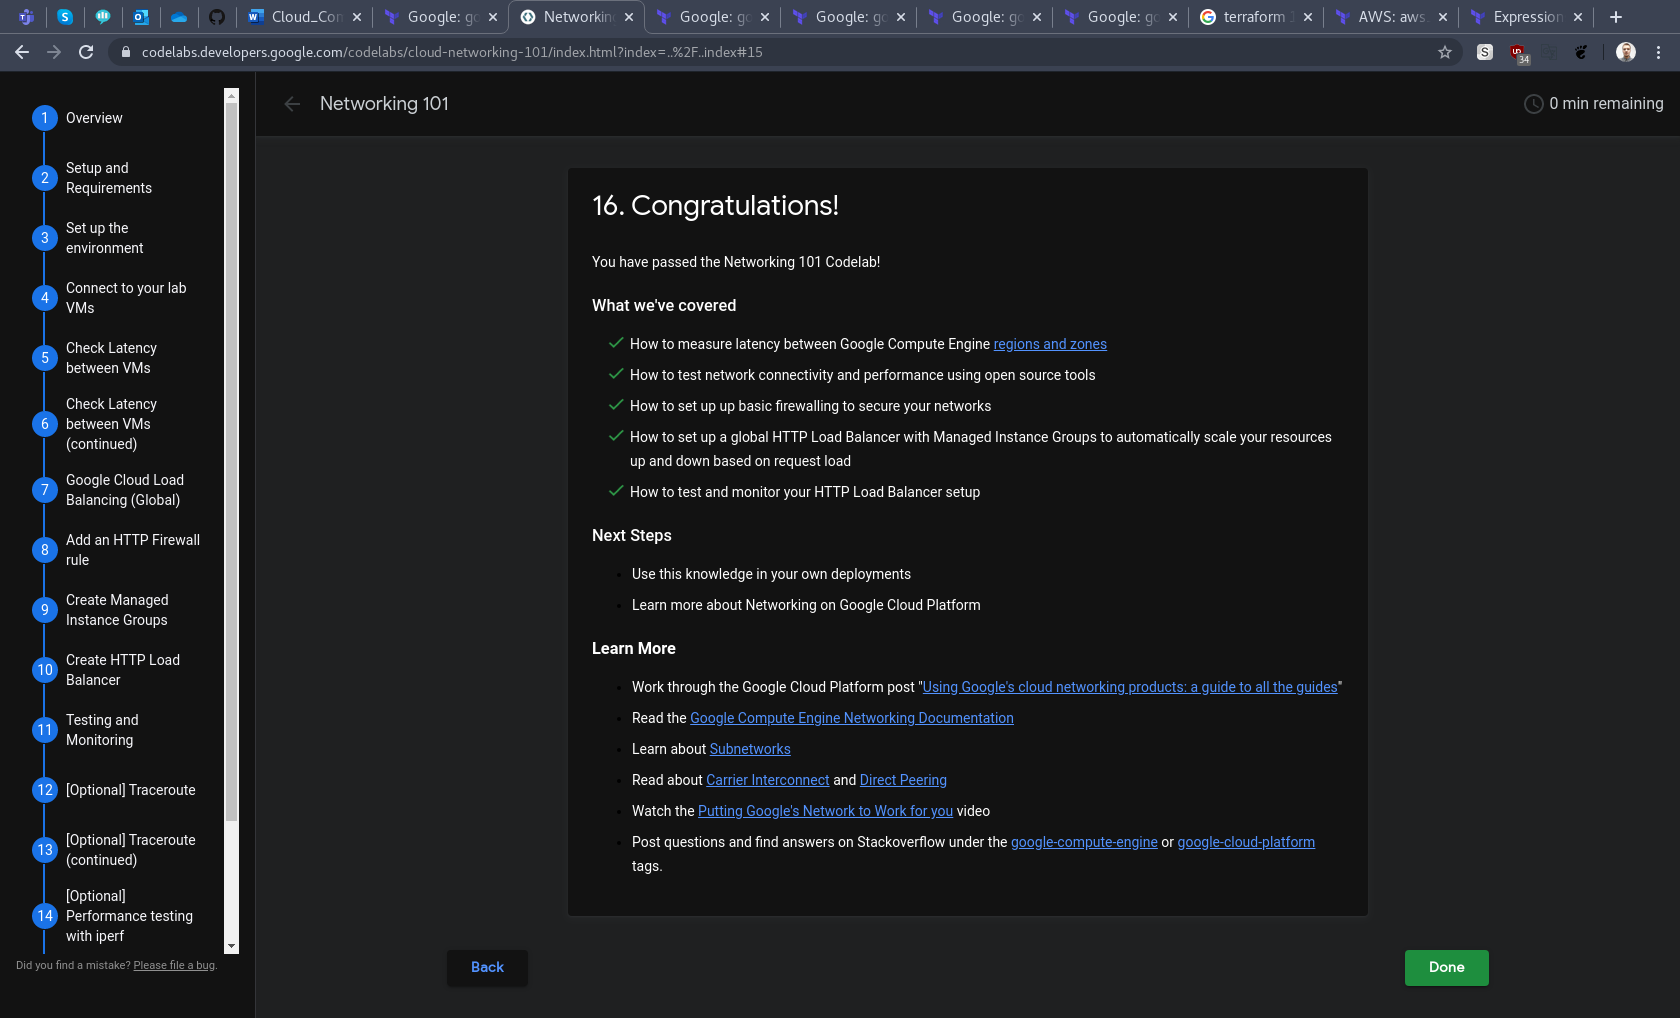 Cloud_Con
Google: go
Networkin
Google: go
Google: go
Google: go
Google: go
terraform
AWS: aws
Expression
codelabs.developers.google.com/codelabs/cloud-networking-101/index.html?index=..%2F..index#15
S
34
Networking 101
0 min remaining
1 Overview
2 Setup and
Requirements
3 Set up the
environment
4 Connect to your lab
VMs
5 Check Latency
between VMs
6 Check Latency
between VMs
(continued)
7 Google Cloud Load
Balancing (Global)
8 Add an HTTP Firewall
rule
9 Create Managed
Instance Groups
10 Create HTTP Load
Balancer
11 Testing and
Monitoring
12 [Optional] Traceroute
13 [Optional] Traceroute
(continued)
14 [Optional]
Performance testing
with iperf
Did you find a mistake? Please file a bug.
16. Congratulations!
You have passed the Networking 101 Codelab!
What we've covered
How to measure latency between Google Compute Engine regions and zones
How to test network connectivity and performance using open source tools
How to set up up basic firewalling to secure your networks
How to set up a global HTTP Load Balancer with Managed Instance Groups to automatically scale your resources
up and down based on request load
How to test and monitor your HTTP Load Balancer setup
Next Steps
Use this knowledge in your own deployments
Learn more about Networking on Google Cloud Platform
Learn More
Work through the Google Cloud Platform post "Using Google's cloud networking products: a guide to all the guides"
Read the Google Compute Engine Networking Documentation
Learn about Subnetworks
Read about Carrier Interconnect and Direct Peering
Watch the Putting Google's Network to Work for you video
Post questions and find answers on Stackoverflow under the google-compute-engine or google-cloud-platform
tags.
Back
Done